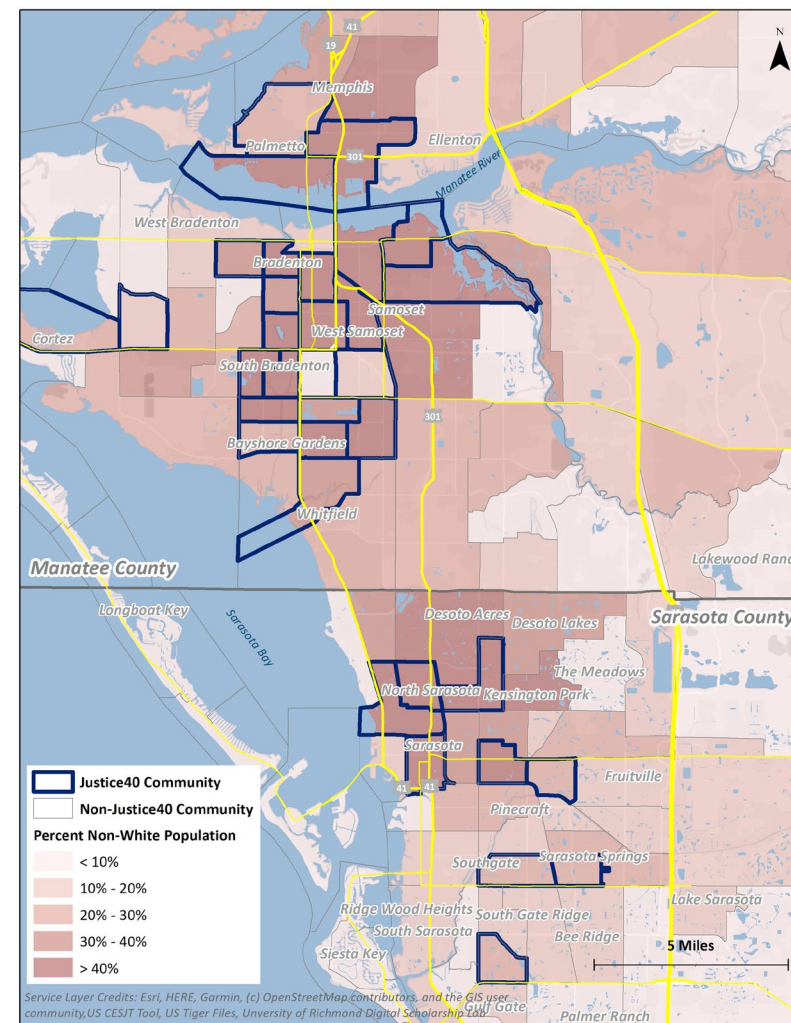 41
N
19
Memphis
Palmetto
Ellenton
301
Manatee River
West Bradenton
Bradenton
Samoset
Cortez
West Samoset
South Bradenton
301
Bayshore Gardens
Whitfield
Lakewood Ranc
Manatee County
Longboat Key
Desoto Acres
Sarasota County
Desoto Lakes
Sarasota Bay
The Meadows
North Sarasota
Kensington Park
Sarasota
Justice40 Community
Fruitville
41
41
Non-Justice40 Community
Pinecraft
Percent Non-White Population
< 10%
Southgate
Sarasota Springs
10% - 20%
20% - 30%
Lake Sarasota
Ridge Wood Heights
South Gate Ridge
30% - 40%
South Sarasota
Bee Ridge
5 Miles
Siesta Key
> 40%
Service Layer Credits: Esri, HERE, Garmin, (c) OpenStreetMap contributors, and the GIS user
Gulf Gate
community,US CESJT Tool, US Tiger Files, Unversity of Richmond Digital Scholarship Lab
Palmer Ranch